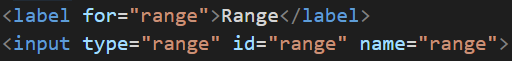 <label for="range">Range</label>
<input type="range" id="range" name="range">